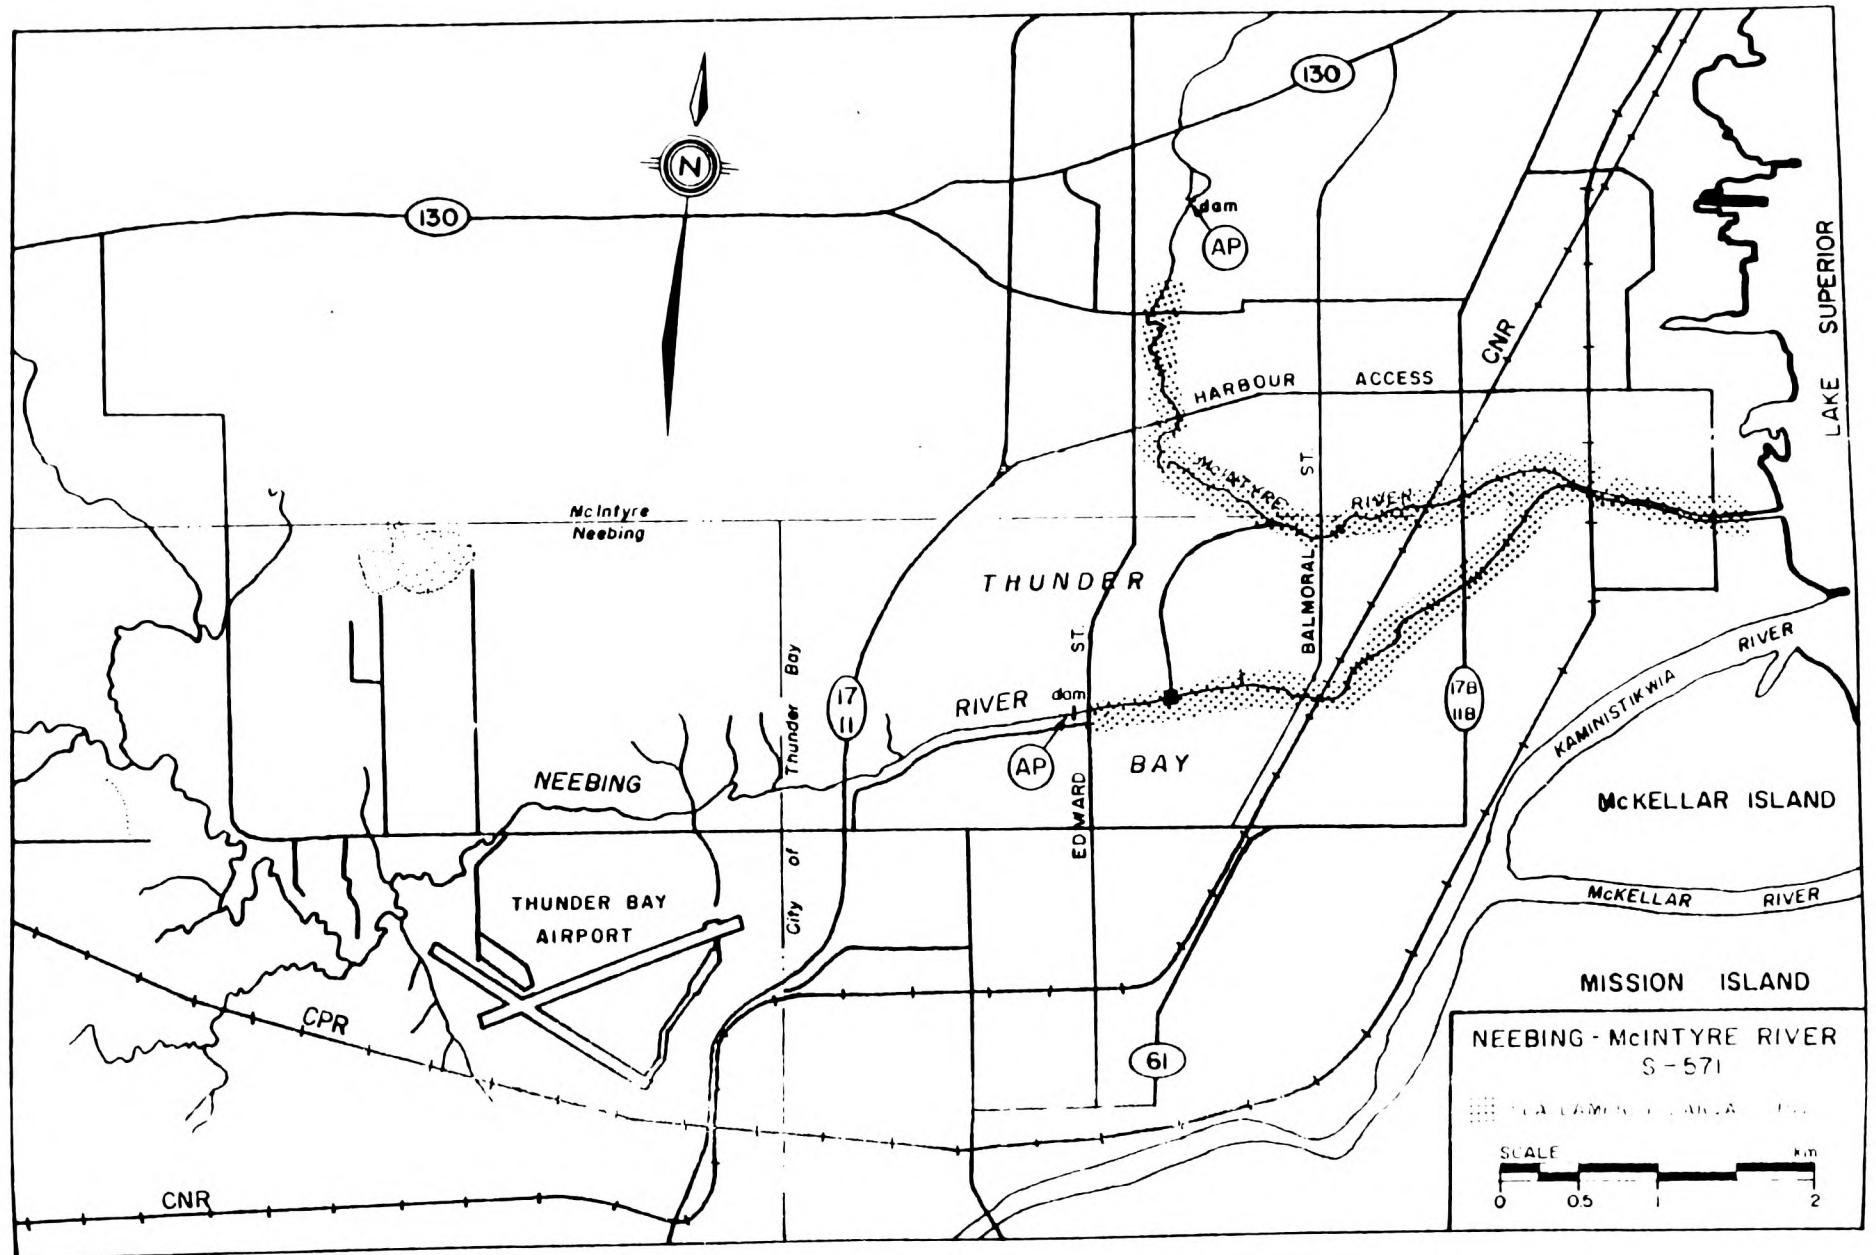 130
N
130
dam
AP
LAKE SUPERIOR
CNR
HARBOUR ACCESS
McINTYRE RIVER
McIntyre
Neebing
THUNDER
BALMORAL ST.
RIVER
17
11
RIVER
dam
EDWARD ST.
17B
11B
KAMINISTIKWIA
AP
BAY
NEEBING
City of Thunder Bay
McKELLAR ISLAND
THUNDER BAY
AIRPORT
McKELLAR RIVER
MISSION ISLAND
CPR
61
NEEBING - McINTYRE RIVER
S-571
SCALE
km
0 0.5 1 2
CNR